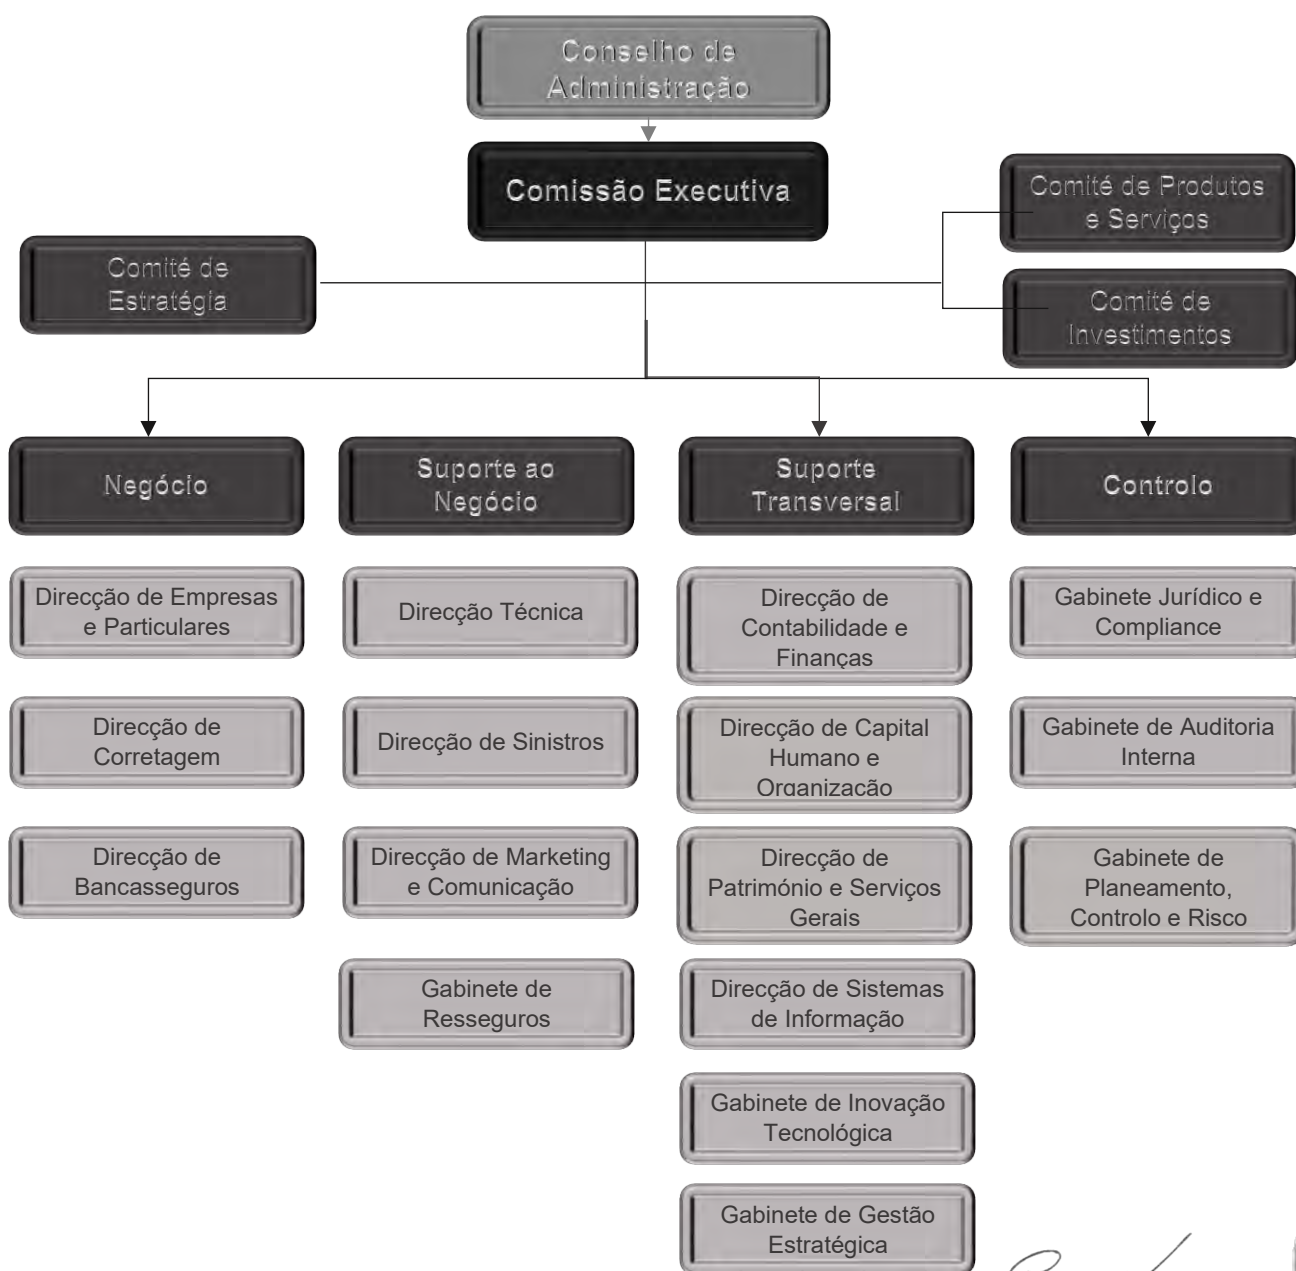 Conselho de
Administração
Comissão Executiva
Comité de Produtos
e Serviços
Comité de
Estratégia
Comité de
Investimentos
Negócio
Suporte ao
Negócio
Suporte
Transversal
Controlo
Direcção de Empresas
e Particulares
Direcção de
Corretagem
Direcção de
Bancasseguros
Direcção Técnica
Direcção de Sinistros
Direcção de Marketing
e Comunicação
Gabinete de
Resseguros
Direcção de
Contabilidade e
Finanças
Direcção de Capital
Humano e
Organização
Direcção de
Património e Serviços
Gerais
Direcção de Sistemas
de Informação
Gabinete de Inovação
Tecnológica
Gabinete de Gestão
Estratégica
Gabinete Jurídico e
Compliance
Gabinete de Auditoria
Interna
Gabinete de
Planeamento,
Controlo e Risco